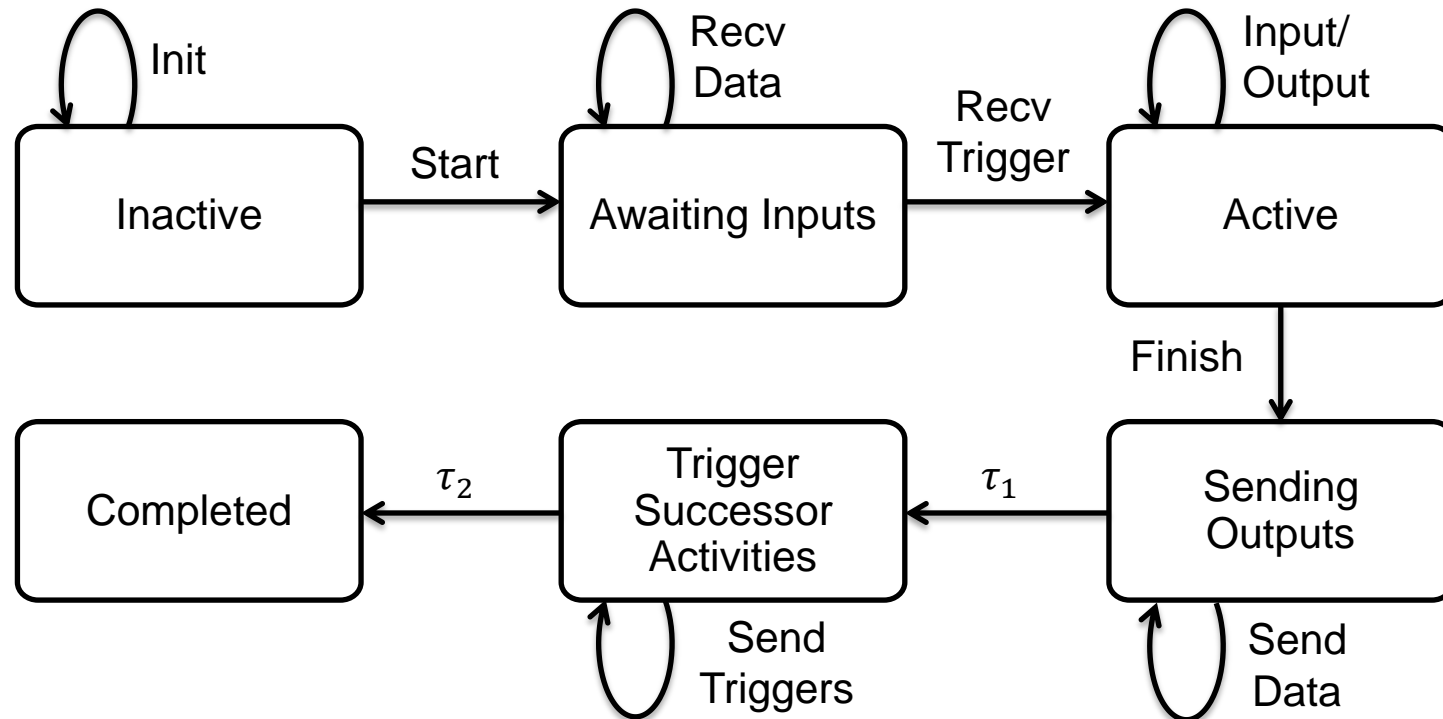 Init
Recv
Data
Input/
Output
Recv
Trigger
Start
Inactive
Awaiting Inputs
Active
Finish
Completed
τ₂
Trigger
Successor
Activities
τ₁
Sending
Outputs
Send
Triggers
Send
Data